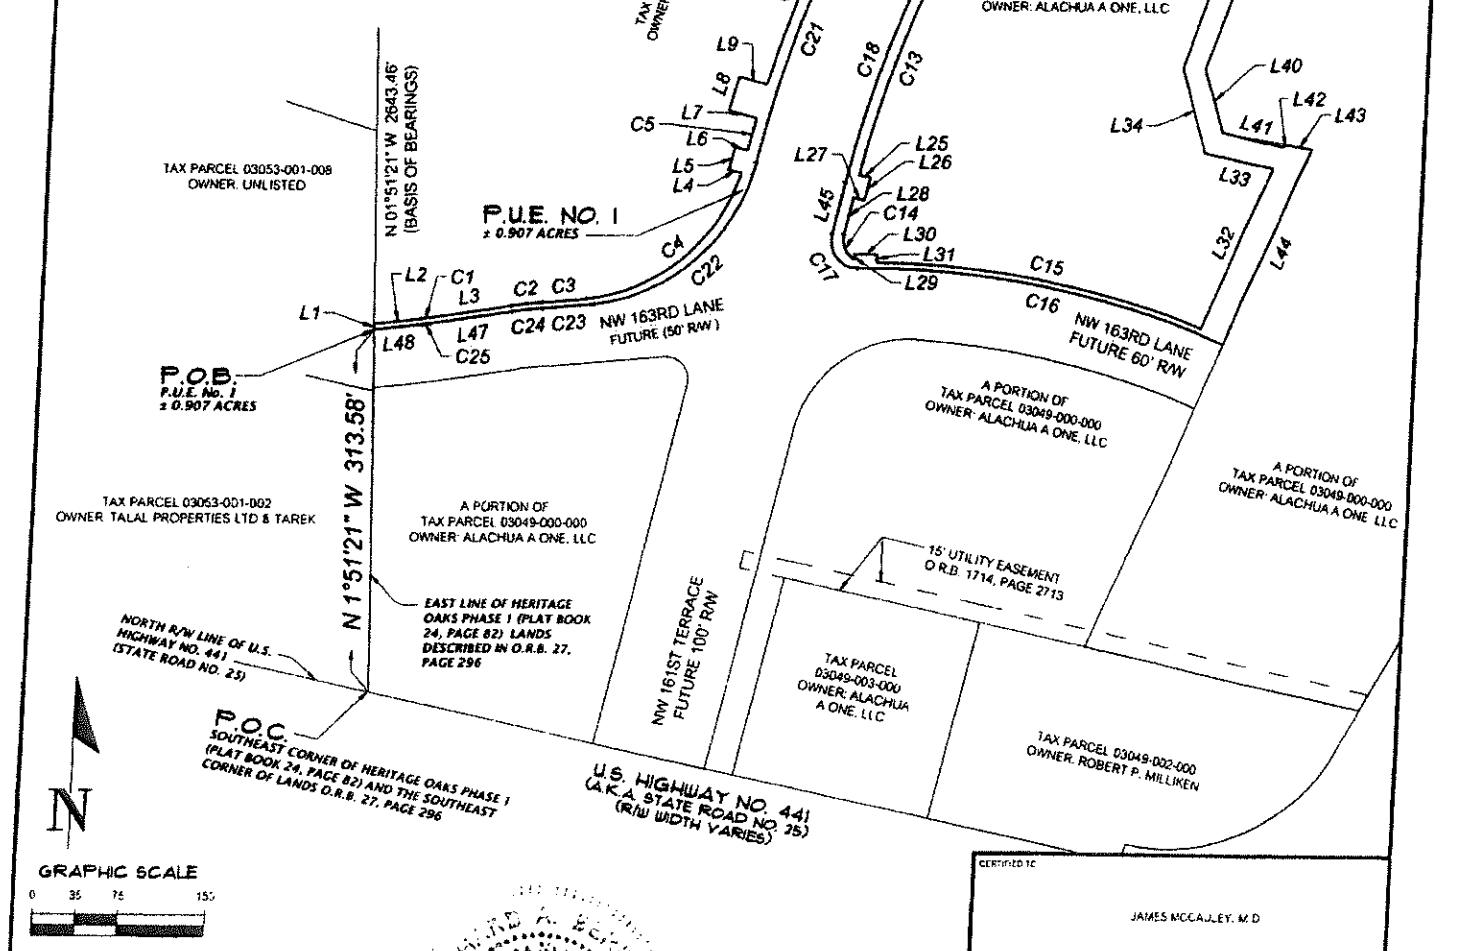 OWNER: ALACHUA A ONE, LLC
TAX
OWNER
L9
C21
C18
C13
L8
L7
C5
L6
L5
L4
L40
L42
L43
L34
L41
L33
L25
L26
L27
L28
L45
C14
L30
L31
C17
L29
C15
C16
L32
L44
N 01°51'21" W 2643.46'
(BASIS OF BEARINGS)
TAX PARCEL 03053-001-008
OWNER: UNLISTED
P.U.E. NO. 1
± 0.907 ACRES
C4
C22
L1
L2
C1
L3
C2
C3
L48
L47
C24
C23
C25
NW 163RD LANE
FUTURE (50' R/W)
NW 163RD LANE
FUTURE 60' R/W
P.O.B.
P.U.E. No. 1
± 0.907 ACRES
A PORTION OF
TAX PARCEL 03049-000-000
OWNER: ALACHUA A ONE, LLC
A PORTION OF
TAX PARCEL 03049-000-000
OWNER: ALACHUA A ONE LLC
N 1°51'21" W 313.58'
TAX PARCEL 03053-001-002
OWNER TALAL PROPERTIES LTD & TAREK
A PORTION OF
TAX PARCEL 03049-000-000
OWNER: ALACHUA A ONE, LLC
15' UTILITY EASEMENT
O.R.B. 1714, PAGE 2713
EAST LINE OF HERITAGE
OAKS PHASE 1 (PLAT BOOK
24, PAGE 82) LANDS
DESCRIBED IN O.R.B. 27,
PAGE 296
NW 161ST TERRACE
FUTURE 100' R/W
NORTH R/W LINE OF U.S.
HIGHWAY NO. 441
(STATE ROAD NO. 25)
TAX PARCEL
03049-003-000
OWNER: ALACHUA
A ONE, LLC
TAX PARCEL 03049-002-000
OWNER: ROBERT P. MILLIKEN
P.O.C.
SOUTHEAST CORNER OF HERITAGE OAKS PHASE 1
(PLAT BOOK 24, PAGE 82) AND THE SOUTHEAST
CORNER OF LANDS O.R.B. 27, PAGE 296
U.S. HIGHWAY NO. 441
(A.K.A. STATE ROAD NO. 25)
(R/W WIDTH VARIES)
N
GRAPHIC SCALE
0 35 75 150
CERTIFIED TO
JAMES MCCAULEY, M.D.